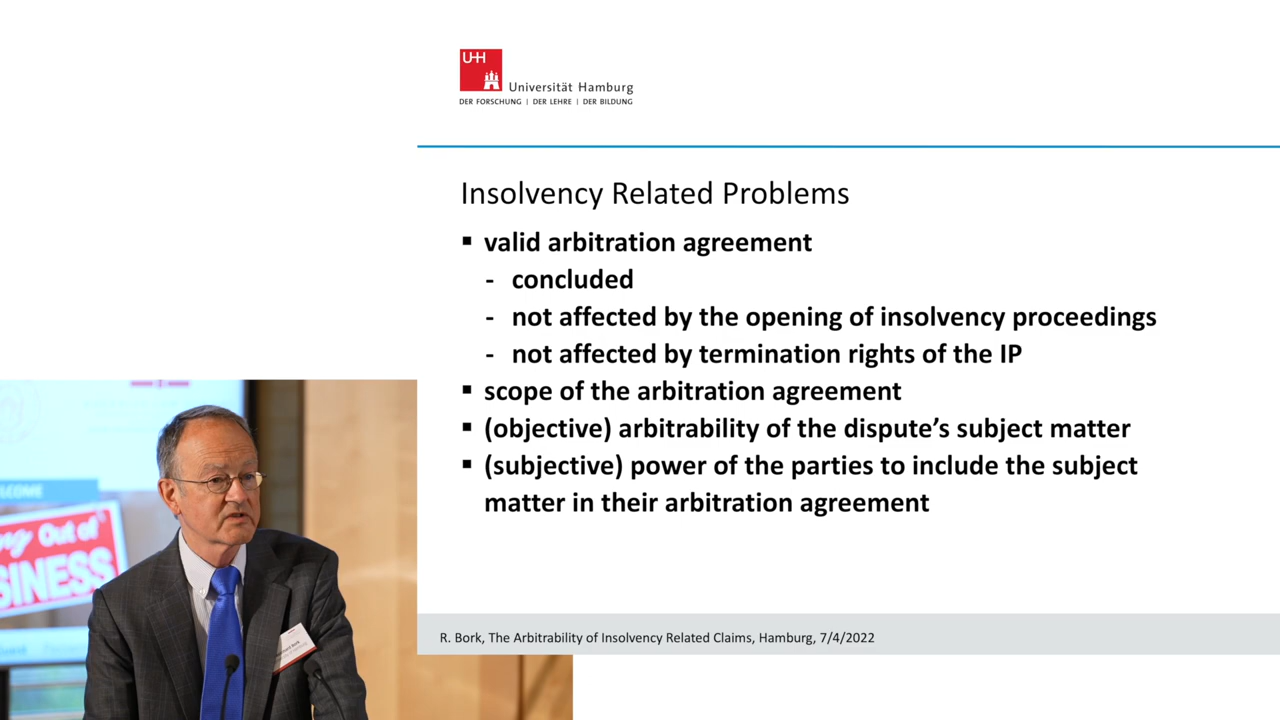 UHH
Universität Hamburg
DER FORSCHUNG | DER LEHRE | DER BILDUNG
Insolvency Related Problems
▪ valid arbitration agreement
- concluded
- not affected by the opening of insolvency proceedings
- not affected by termination rights of the IP
▪ scope of the arbitration agreement
▪ (objective) arbitrability of the dispute’s subject matter
▪ (subjective) power of the parties to include the subject
matter in their arbitration agreement
Out of
R. Bork, The Arbitrability of Insolvency Related Claims, Hamburg, 7/4/2022